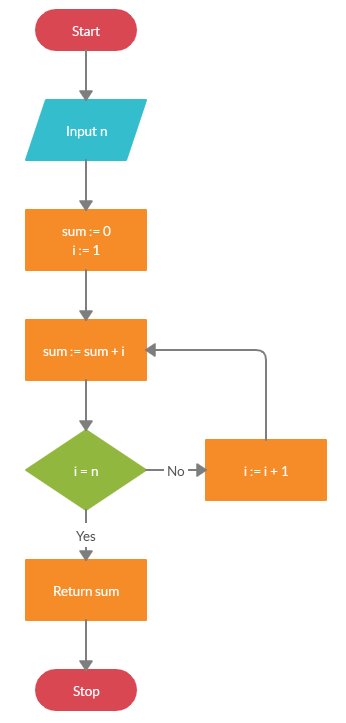 Start
Input n
sum := 0
i := 1
sum := sum + i
i = n
No
i := i + 1
Yes
Return sum
Stop